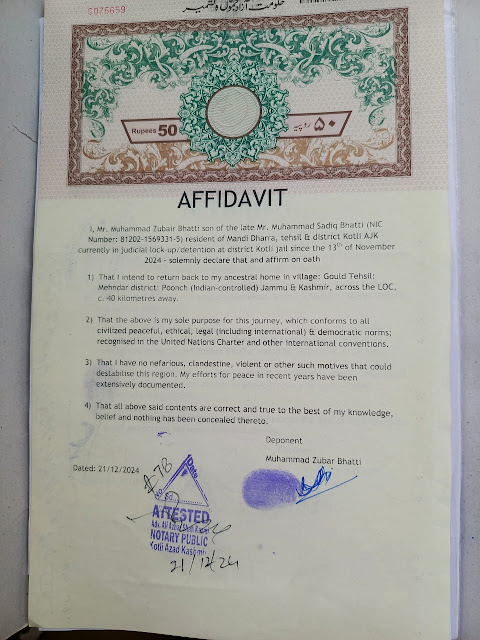 6075659
حکومت آزاد جموں و کشمیر
Rupees 50
۵۰ روپیہ
AFFIDAVIT
I, Mr. Muhammad Zubair Bhatti son of the late Mr. Muhammad Sadiq Bhatti (NIC
Number: 81202-1569331-5) resident of Mandi Dharra, tehsil & district Kotli AJK
currently in judicial lock-up/detention at district Kotli jail since the 13th of November
2024 - solemnly declare that and affirm on oath
1) That I intend to return back to my ancestral home in village: Gould Tehsil:
Mehndar district: Poonch (Indian-controlled) Jammu & Kashmir, across the LOC,
c. 40 kilometres away.
2) That the above is my sole purpose for this journey, which conforms to all
civilized peaceful, ethical, legal (including international) & democratic norms;
recognised in the United Nations Charter and other international conventions.
3) That I have no nefarious, clandestine, violent or other such motives that could
destabilise this region. My efforts for peace in recent years have been
extensively documented.
4) That all above said contents are correct and true to the best of my knowledge,
belief and nothing has been concealed thereto.
Deponent
Muhammad Zubar Bhatti
Dated: 21/12/2024
Date
No
ATTESTED
NOTARY PUBLIC
Kotli Azad Kashmir
21/12/24